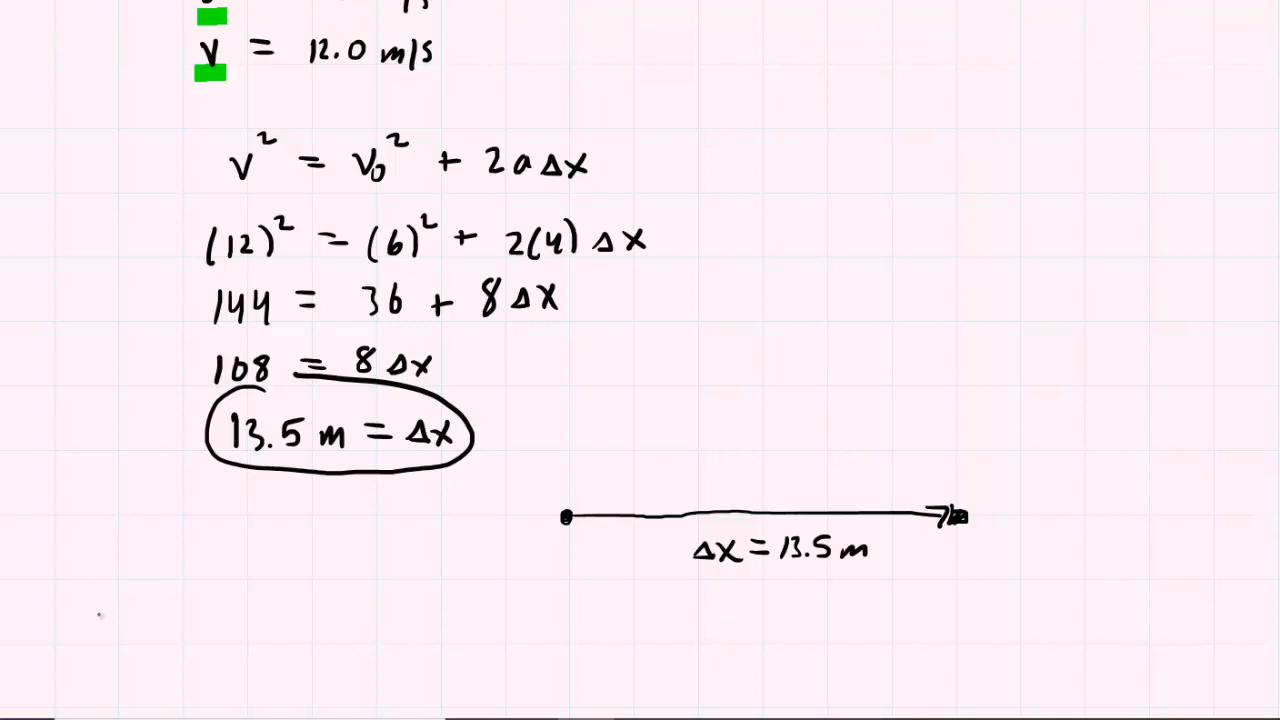 v = 12.0 m/s
v² = v₀² + 2aΔx
(12)² = (6)² + 2(4) Δx
144 = 36 + 8Δx
108 = 8Δx
13.5 m = Δx
Δx = 13.5 m